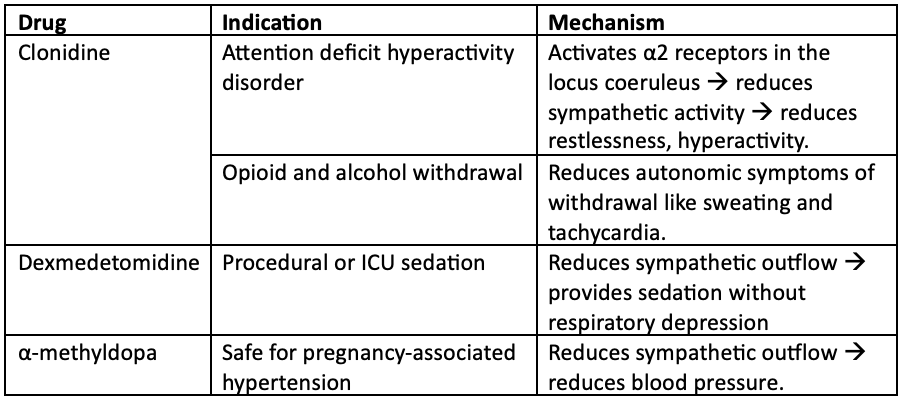 Drug Indication Mechanism
Clonidine Attention deficit hyperactivity Activates α2 receptors in the
disorder locus coeruleus → reduces
sympathetic activity → reduces
restlessness, hyperactivity.
Opioid and alcohol withdrawal Reduces autonomic symptoms of
withdrawal like sweating and
tachycardia.
Dexmedetomidine Procedural or ICU sedation Reduces sympathetic outflow →
provides sedation without
respiratory depression
α-methyldopa Safe for pregnancy-associated Reduces sympathetic outflow →
hypertension reduces blood pressure.